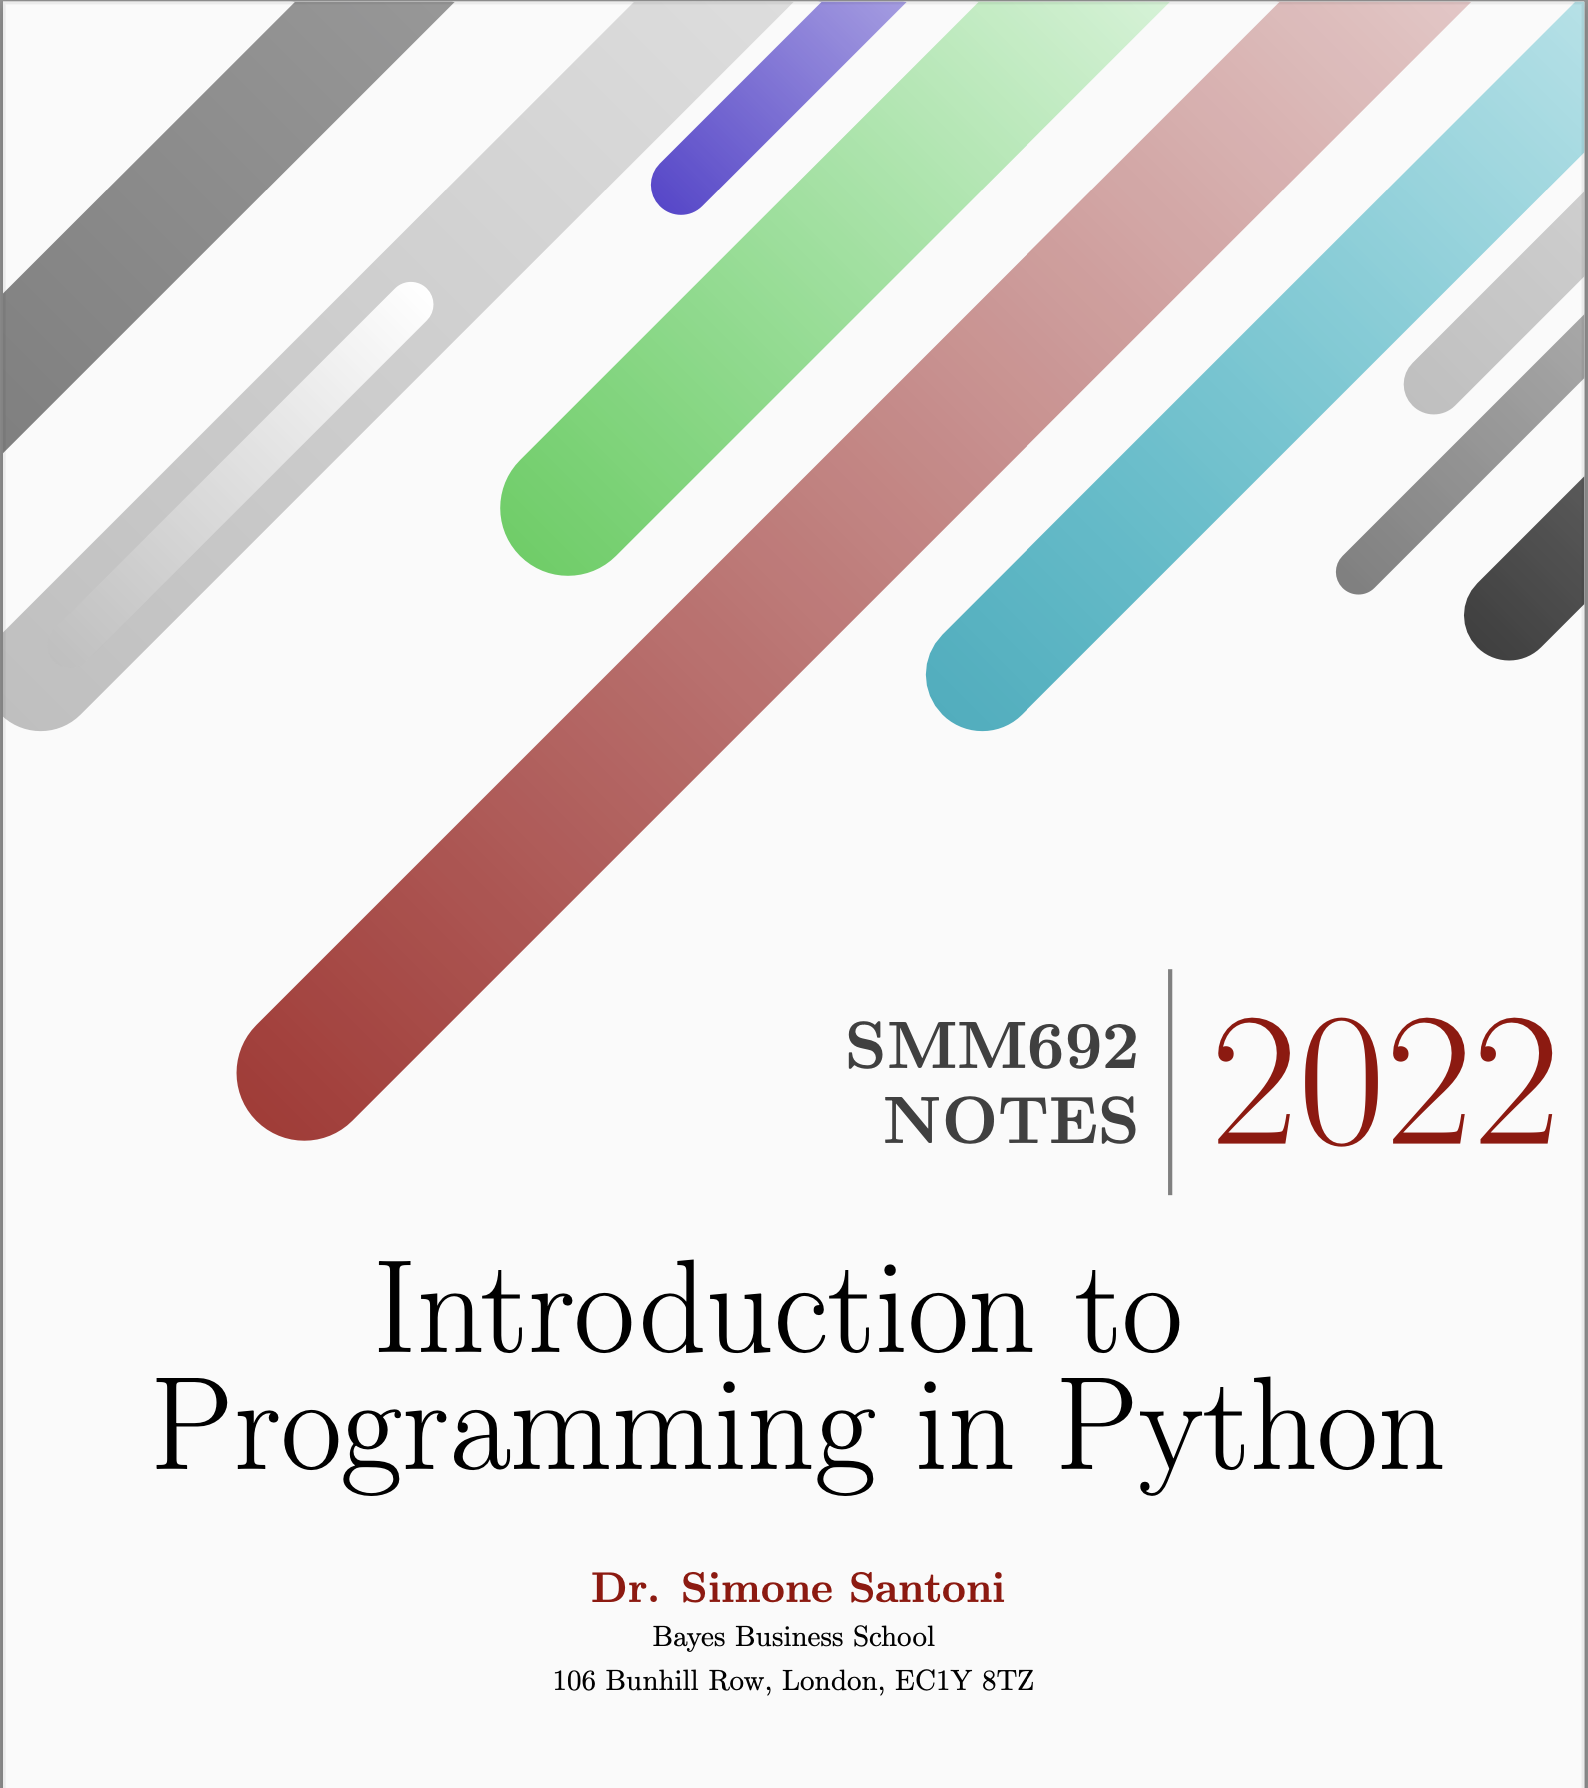 SMM692
NOTES
2022
Introduction to
Programming in Python
Dr. Simone Santoni
Bayes Business School
106 Bunhill Row, London, EC1Y 8TZ